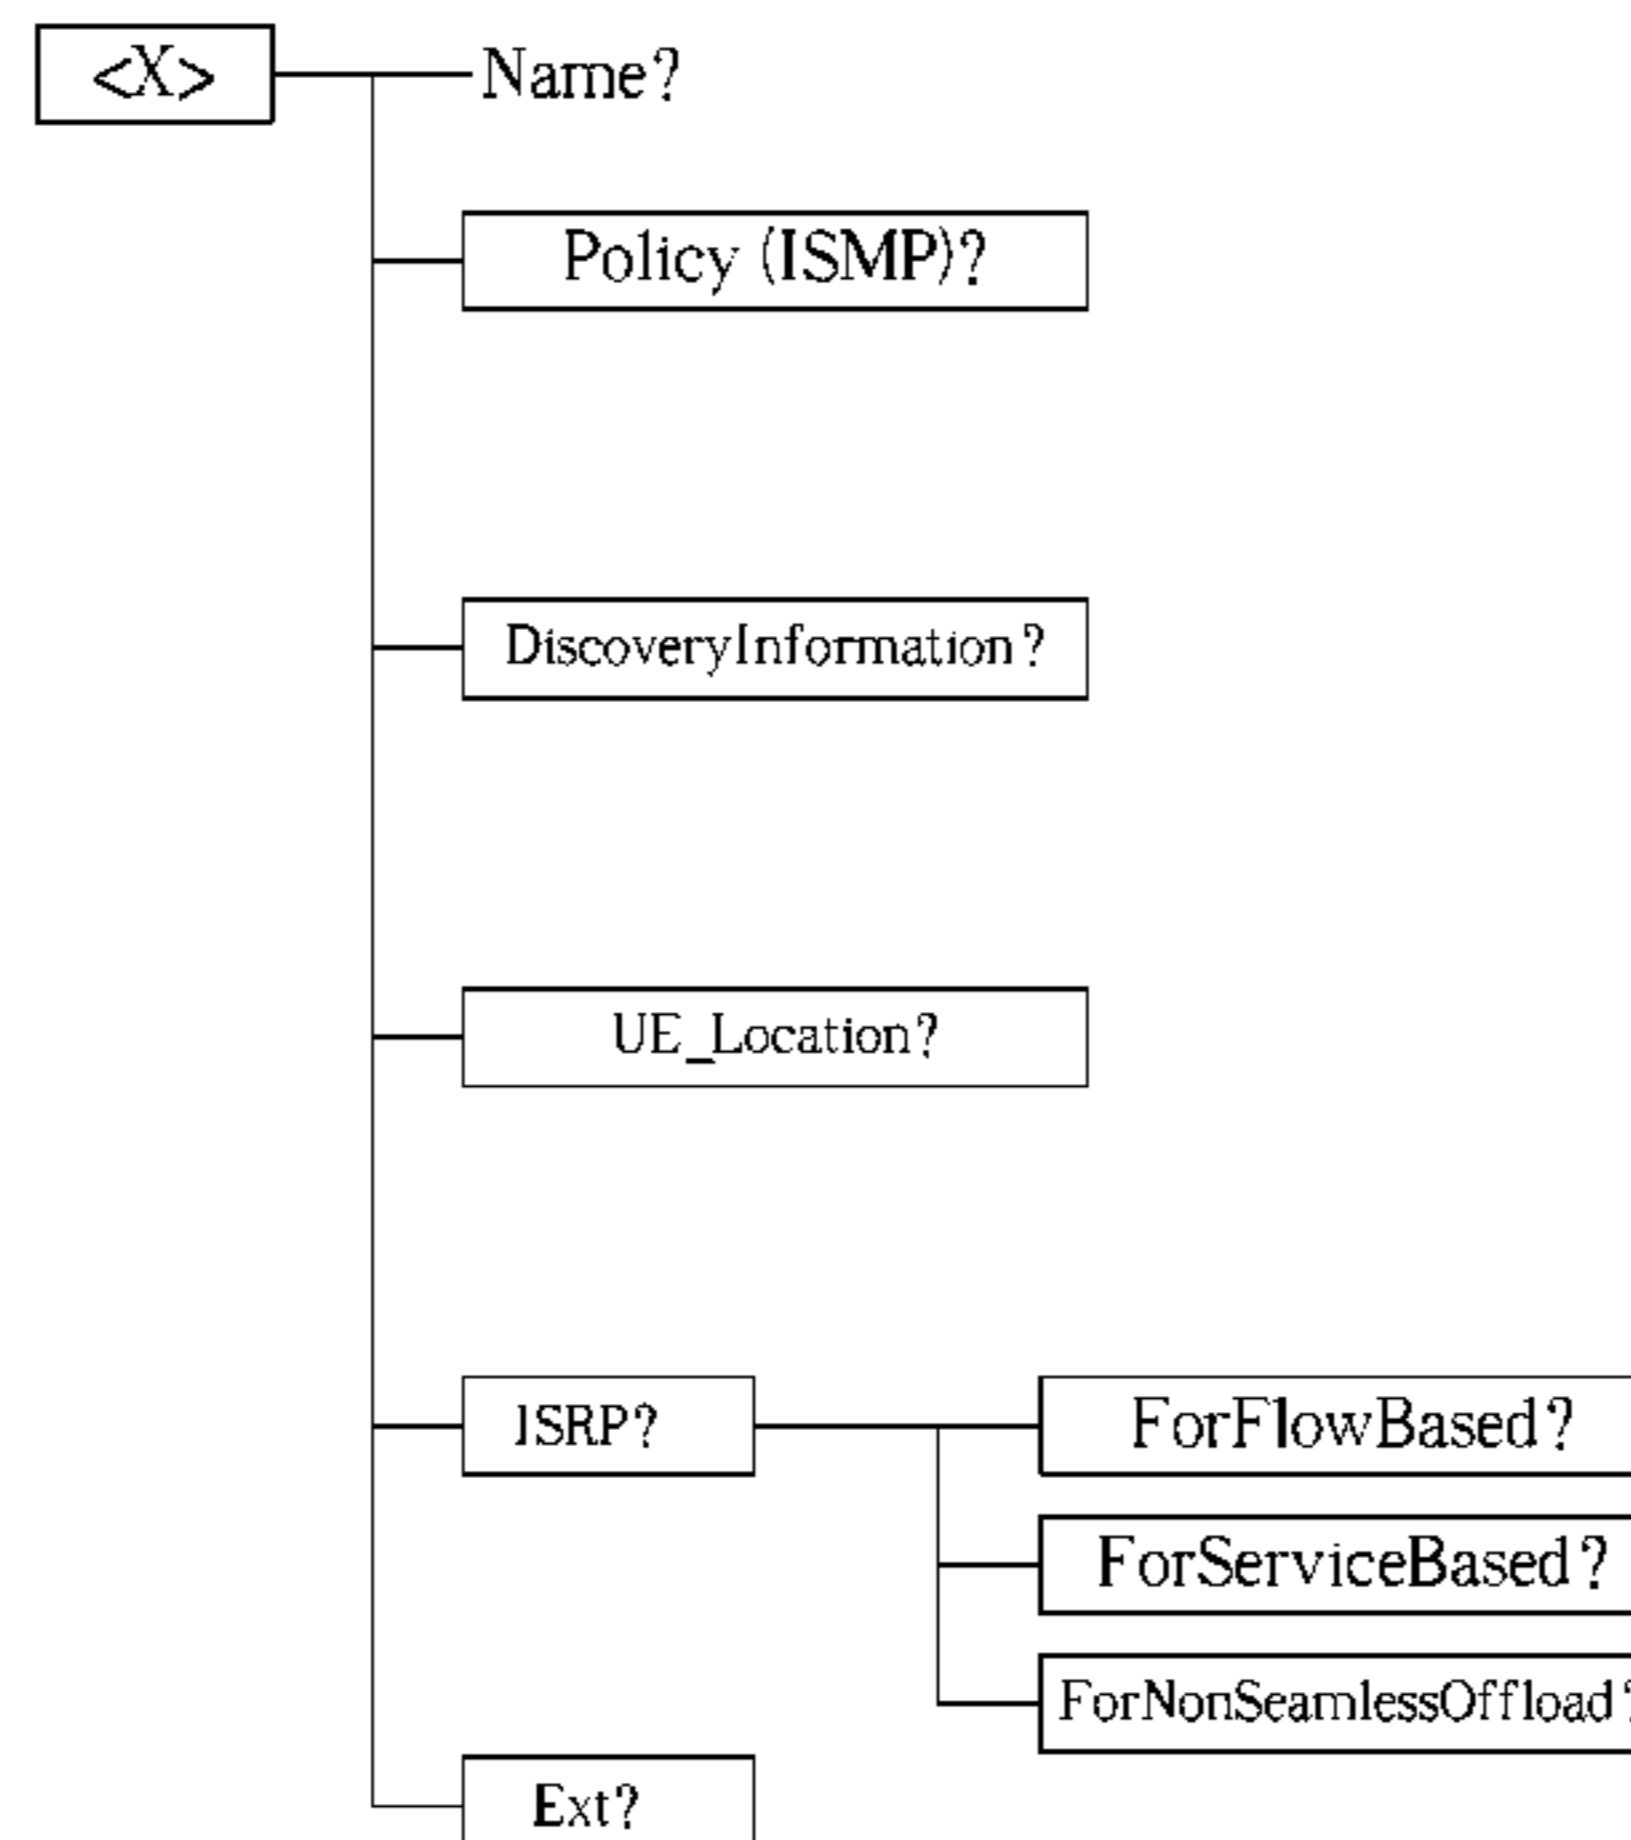 <X>
Name?
Policy (ISMP)?
DiscoveryInformation?
UE_Location?
ISRP?
ForFlowBased?
ForServiceBased?
ForNonSeamlessOffload?
Ext?